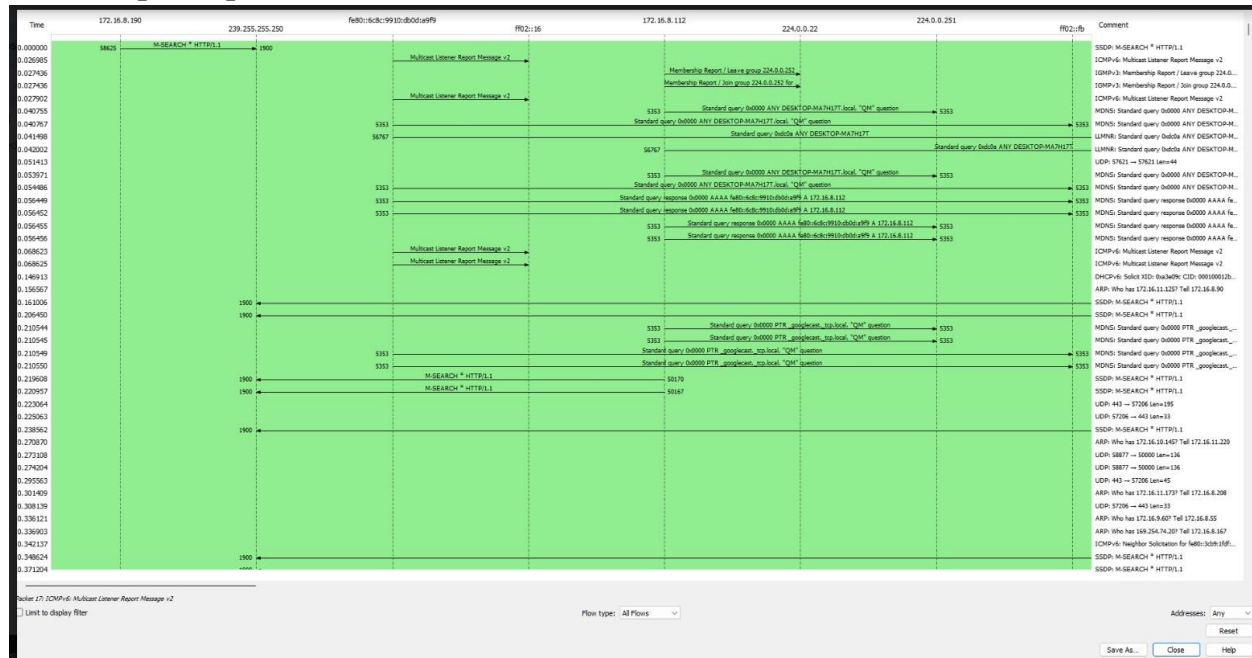 Time 172.16.8.190 239.255.255.250 fe80::6c8c:9910:db0d:a9f9 ff02::16 172.16.8.112 224.0.0.22 224.0.0.251 ff02::fb Comment
0.000000 58625 M-SEARCH * HTTP/1.1 1900 SSDP: M-SEARCH * HTTP/1.1
0.026985 Multicast Listener Report Message v2 ICMPv6: Multicast Listener Report Message v2
0.027436 Membership Report / Leave group 224.0.0.252 IGMPv3: Membership Report / Leave group 224.0...
0.027436 Membership Report / Join group 224.0.0.252 for .. IGMPv3: Membership Report / Join group 224.0.0...
0.027902 Multicast Listener Report Message v2 ICMPv6: Multicast Listener Report Message v2
0.040755 5353 Standard query 0x0000 ANY DESKTOP-MA7H17T.local, "QM" question 5353 MDNS: Standard query 0x0000 ANY DESKTOP-M...
0.040767 5353 Standard query 0x0000 ANY DESKTOP-MA7H17T.local, "QM" question 5353 MDNS: Standard query 0x0000 ANY DESKTOP-M...
0.041498 56767 Standard query 0xdc0a ANY DESKTOP-MA7H17T LLMNR: Standard query 0xdc0a ANY DESKTOP-M...
0.042002 56767 Standard query 0xdc0a ANY DESKTOP-MA7H17T LLMNR: Standard query 0xdc0a ANY DESKTOP-M...
0.051413 UDP: 57621 → 57621 Len=44
0.053971 5353 Standard query 0x0000 ANY DESKTOP-MA7H17T.local, "QM" question 5353 MDNS: Standard query 0x0000 ANY DESKTOP-M...
0.054486 5353 Standard query 0x0000 ANY DESKTOP-MA7H17T.local, "QM" question 5353 MDNS: Standard query 0x0000 ANY DESKTOP-M...
0.056449 5353 Standard query response 0x0000 AAAA fe80::6c8c:9910:db0d:a9f9 A 172.16.8.112 5353 MDNS: Standard query response 0x0000 AAAA fe...
0.056452 5353 Standard query response 0x0000 AAAA fe80::6c8c:9910:db0d:a9f9 A 172.16.8.112 5353 MDNS: Standard query response 0x0000 AAAA fe...
0.056455 5353 Standard query response 0x0000 AAAA fe80::6c8c:9910:db0d:a9f9 A 172.16.8.112 5353 MDNS: Standard query response 0x0000 AAAA fe...
0.056456 5353 Standard query response 0x0000 AAAA fe80::6c8c:9910:db0d:a9f9 A 172.16.8.112 5353 MDNS: Standard query response 0x0000 AAAA fe...
0.068623 Multicast Listener Report Message v2 ICMPv6: Multicast Listener Report Message v2
0.068625 Multicast Listener Report Message v2 ICMPv6: Multicast Listener Report Message v2
0.146913 DHCPv6: Solicit XID: 0xa3e09c CID: 000100012b...
0.156567 ARP: Who has 172.16.11.125? Tell 172.16.8.90
0.161006 1900 SSDP: M-SEARCH * HTTP/1.1
0.206450 1900 SSDP: M-SEARCH * HTTP/1.1
0.210544 5353 Standard query 0x0000 PTR _googlecast._tcp.local, "QM" question 5353 MDNS: Standard query 0x0000 PTR _googlecast._...
0.210545 5353 Standard query 0x0000 PTR _googlecast._tcp.local, "QM" question 5353 MDNS: Standard query 0x0000 PTR _googlecast._...
0.210549 5353 Standard query 0x0000 PTR _googlecast._tcp.local, "QM" question 5353 MDNS: Standard query 0x0000 PTR _googlecast._...
0.210550 5353 Standard query 0x0000 PTR _googlecast._tcp.local, "QM" question 5353 MDNS: Standard query 0x0000 PTR _googlecast._...
0.219608 1900 M-SEARCH * HTTP/1.1 50170 SSDP: M-SEARCH * HTTP/1.1
0.220957 1900 M-SEARCH * HTTP/1.1 50167 SSDP: M-SEARCH * HTTP/1.1
0.223064 UDP: 443 → 57206 Len=195
0.225063 UDP: 57206 → 443 Len=33
0.238562 1900 SSDP: M-SEARCH * HTTP/1.1
0.270870 ARP: Who has 172.16.10.145? Tell 172.16.11.220
0.273108 UDP: 58877 → 50000 Len=136
0.274204 UDP: 58877 → 50000 Len=136
0.295563 UDP: 443 → 57206 Len=45
0.301409 ARP: Who has 172.16.11.173? Tell 172.16.8.208
0.308139 UDP: 57206 → 443 Len=33
0.336121 ARP: Who has 172.16.9.60? Tell 172.16.8.55
0.336903 ARP: Who has 169.254.74.20? Tell 172.16.8.167
0.342137 ICMPv6: Neighbor Solicitation for fe80::3cb9:1fdf:...
0.348624 1900 SSDP: M-SEARCH * HTTP/1.1
0.371204 SSDP: M-SEARCH * HTTP/1.1
Packet 17: ICMPv6: Multicast Listener Report Message v2
Limit to display filter Flow type: All Flows Addresses: Any
Reset
Save As... Close Help